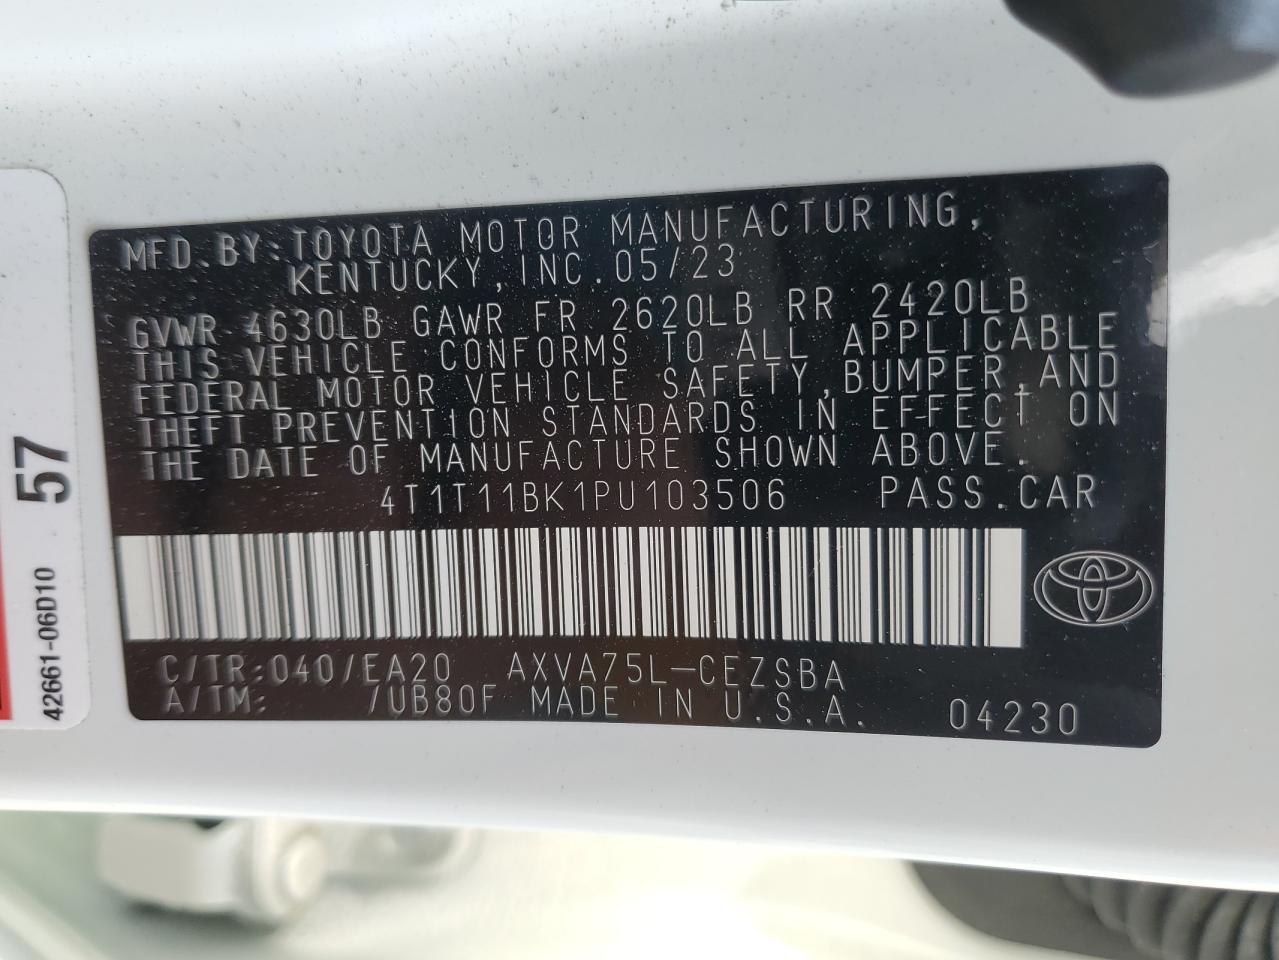 MFD.BY:TOYOTA MOTOR MANUFACTURING,
KENTUCKY,INC.05/23
GVWR 4630LB GAWR FR 2620LB RR 2420LB
THIS VEHICLE CONFORMS TO ALL APPLICABLE
FEDERAL MOTOR VEHICLE SAFETY,BUMPER,AND
THEFT PREVENTION STANDARDS IN EFFECT ON
THE DATE OF MANUFACTURE SHOWN ABOVE.
4T1T11BK1PU103506 PASS.CAR
C/TR:040/EA20 AXVA75L-CEZSBA
A/TM: /UB80F MADE IN U.S.A. 04230
57
42661-06D10